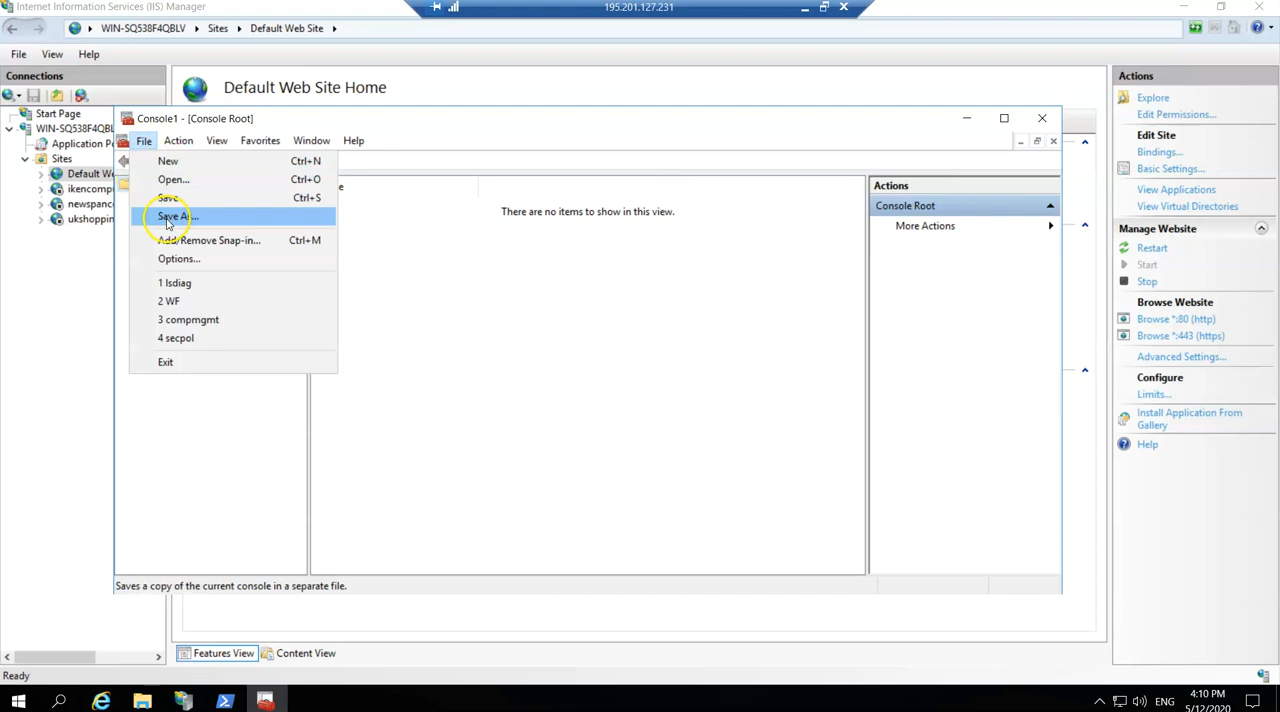 Internet Information Services (IIS) Manager
195.201.127.231
WIN-SQ538F4QBLV Sites Default Web Site
File View Help
Connections
Start Page
WIN-SQ538F4QBL
Application P
Sites
Default We
ikencomp
newspanc
ukshoppin
Default Web Site Home
Console1 - [Console Root]
File Action View Favorites Window Help
New Ctrl+N
Open... Ctrl+O
Save Ctrl+S
Save As...
Add/Remove Snap-in... Ctrl+M
Options...
1 lsdiag
2 WF
3 compmgmt
4 secpol
Exit
There are no items to show in this view.
Actions
Console Root
More Actions
Saves a copy of the current console in a separate file.
Features View Content View
Actions
Explore
Edit Permissions...
Edit Site
Bindings...
Basic Settings...
View Applications
View Virtual Directories
Manage Website
Restart
Start
Stop
Browse Website
Browse *:80 (http)
Browse *:443 (https)
Advanced Settings...
Configure
Limits...
Install Application From
Gallery
Help
Ready
ENG
4:10 PM
5/12/2020